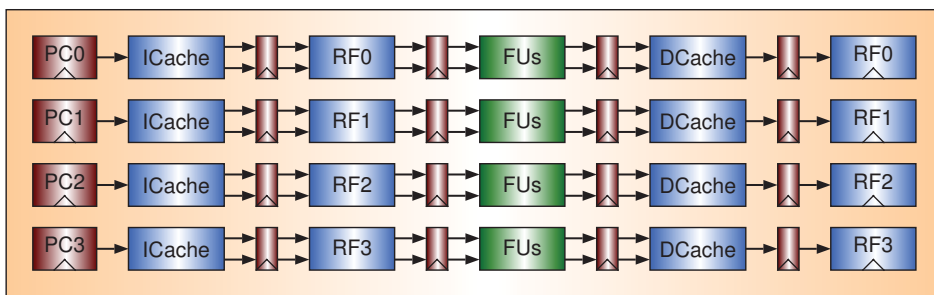 PC0 ICache RF0 FUs DCache RF0
PC1 ICache RF1 FUs DCache RF1
PC2 ICache RF2 FUs DCache RF2
PC3 ICache RF3 FUs DCache RF3